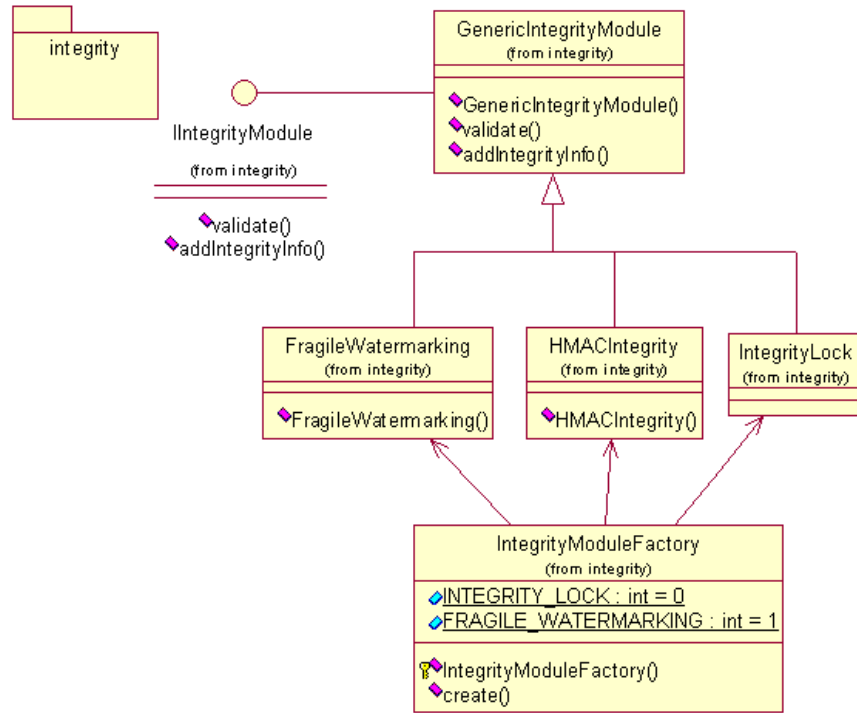 integrity
GenericIntegrityModule
(from integrity)
GenericIntegrityModule()
validate()
addIntegrityInfo()
IIntegrityModule
(from integrity)
validate()
addIntegrityInfo()
FragileWatermarking
(from integrity)
FragileWatermarking()
HMACIntegrity
(from integrity)
HMACIntegrity()
IntegrityLock
(from integrity)
IntegrityModuleFactory
(from integrity)
INTEGRITY_LOCK : int = 0
FRAGILE_WATERMARKING : int = 1
IntegrityModuleFactory()
create()